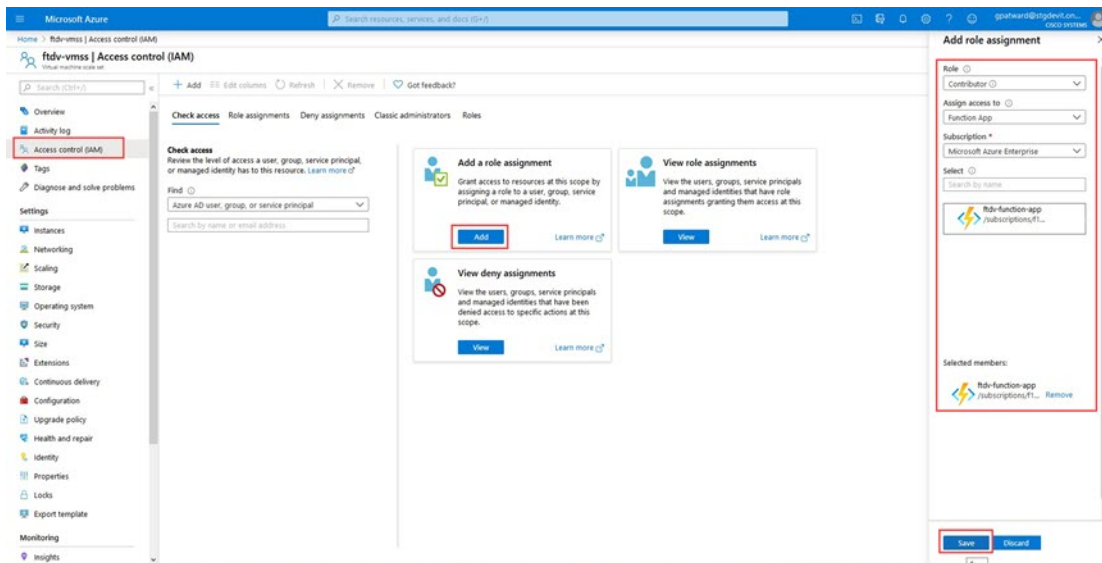 Microsoft Azure
Search resources, services, and docs (G+/)
gpatward@stgdevit.on...
CISCO SYSTEMS
Home > ftdv-vmss | Access control (IAM)
ftdv-vmss | Access control (IAM)
Virtual machine scale set
Search (Ctrl+/)
Overview
Activity log
Access control (IAM)
Tags
Diagnose and solve problems
Settings
Instances
Networking
Scaling
Storage
Operating system
Security
Size
Extensions
Continuous delivery
Configuration
Upgrade policy
Health and repair
Identity
Properties
Locks
Export template
Monitoring
Insights
Add Edit columns Refresh Remove Got feedback?
Check access Role assignments Deny assignments Classic administrators Roles
Check access
Review the level of access a user, group, service principal,
or managed identity has to this resource. Learn more
Find
Azure AD user, group, or service principal
Search by name or email address
Add a role assignment
Grant access to resources at this scope by
assigning a role to a user, group, service
principal, or managed identity.
Add Learn more
View role assignments
View the users, groups, service principals
and managed identities that have role
assignments granting them access at this
scope.
View Learn more
View deny assignments
View the users, groups, service principals
and managed identities that have been
denied access to specific actions at this
scope.
View Learn more
Add role assignment
Role
Contributor
Assign access to
Function App
Subscription *
Microsoft Azure Enterprise
Select
Search by name
ftdv-function-app
/subscriptions/f1...
Selected members:
ftdv-function-app
/subscriptions/f1... Remove
Save Discard